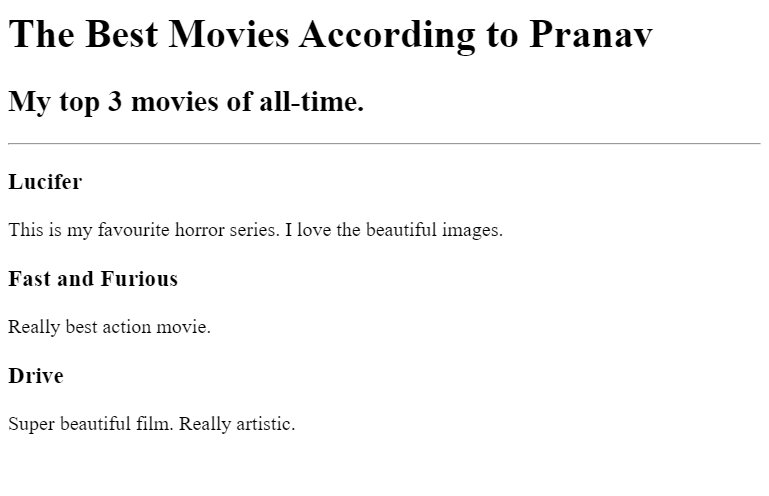 The Best Movies According to Pranav
My top 3 movies of all-time.
Lucifer
This is my favourite horror series. I love the beautiful images.
Fast and Furious
Really best action movie.
Drive
Super beautiful film. Really artistic.